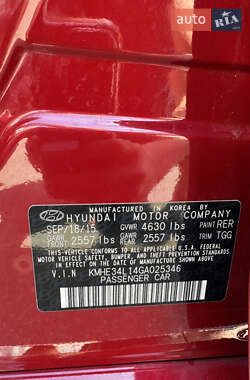 AUTO RIA
.com
MANUFACTURED IN KOREA BY
HYUNDAI MOTOR COMPANY
SEP/18/15 GVWR 4630 lbs PAINT RER
GAWR FRONT 2557 lbs GAWR REAR 2557 lbs TRIM TGG
THIS VEHICLE CONFORMS TO ALL APPLICABLE U.S.A. FEDERAL
MOTOR VEHICLE SAFETY, BUMPER, AND THEFT PREVENTION
STANDARDS IN EFFECT ON THE DATE OF MANUFACTURE SHOWN ABOVE.
V.I.N KMHE34L14GA025346
PASSENGER CAR